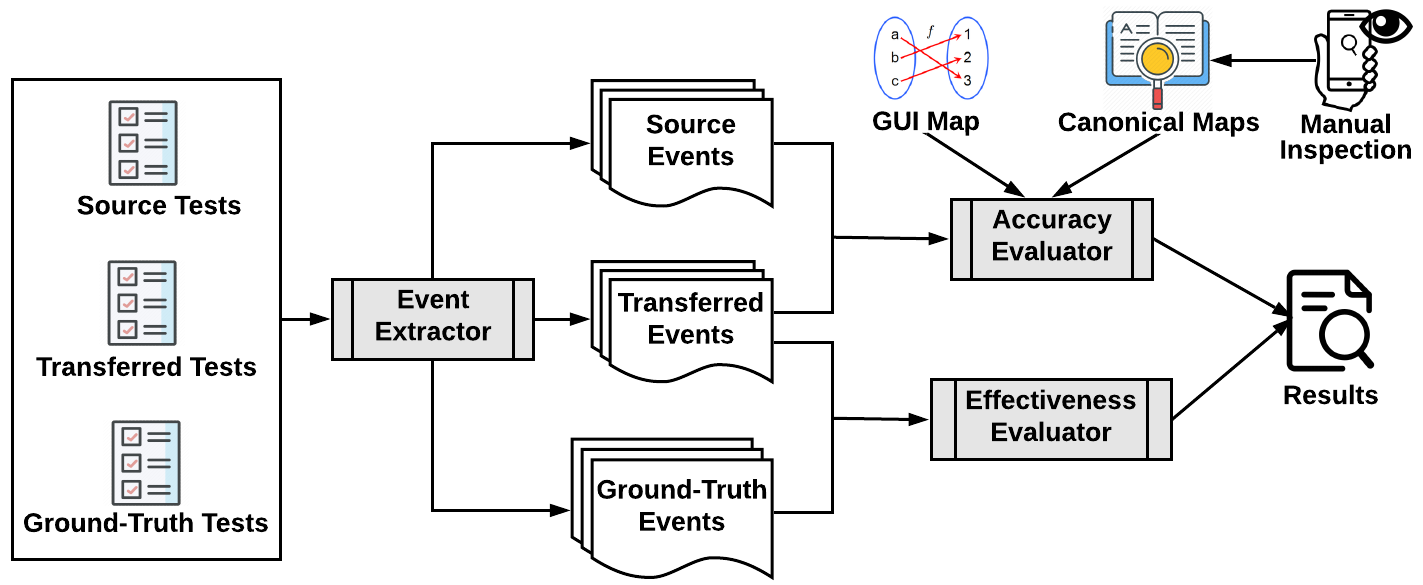 Source Tests
Transferred Tests
Ground-Truth Tests
Event
Extractor
Source
Events
Transferred
Events
Ground-Truth
Events
a
b
c
f
1
2
3
GUI Map
A
Canonical Maps
Manual
Inspection
Accuracy
Evaluator
Effectiveness
Evaluator
Results